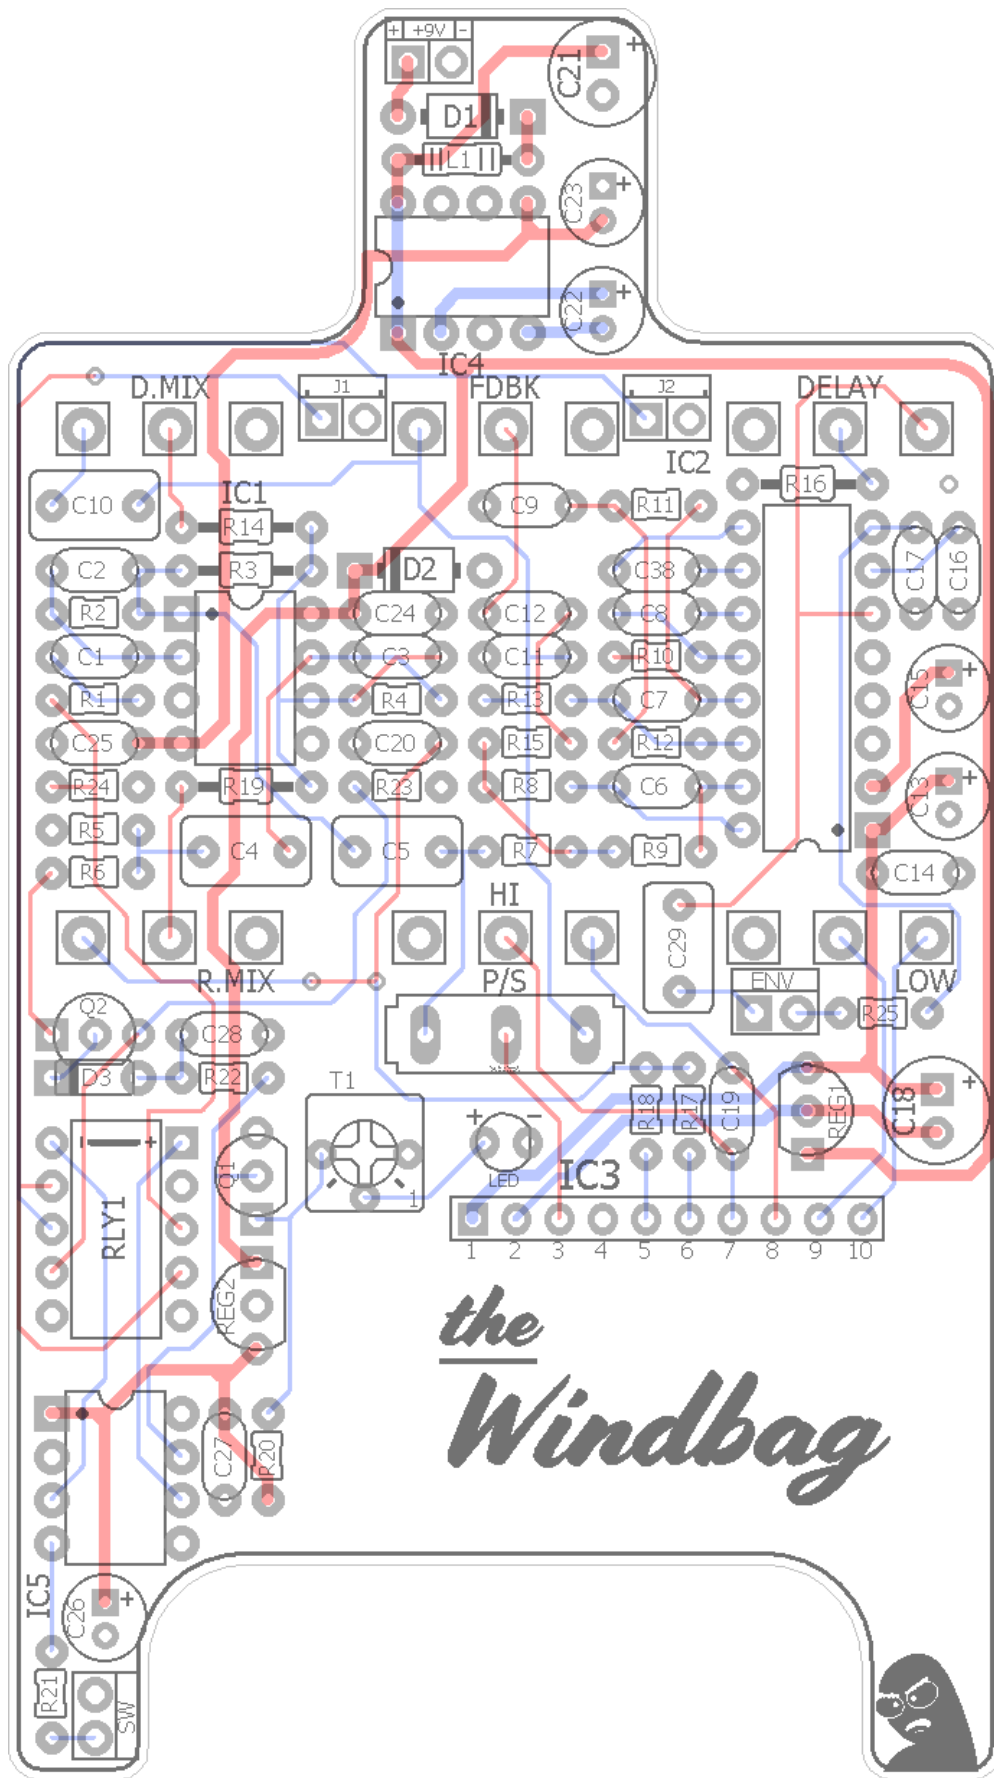 + +9V -
C21 +
D1
L1
C23 +
C22 +
IC4
D.MIX J1 FDBK J2 DELAY
IC2
C10 IC1 C9 R11 R16
R14
C2 R3 D2 C38 C17 C16
R2 C24 C12 C8
C1 C3 C11 R10
R1 R4 R13 C7 C15 +
C25 C20 R15 R12
R24 R19 R23 R8 C6 C13 +
R5
C4 C5 R7 R9
R6 C14
HI
C29
R.MIX P/S ENV LOW
Q2 C28 R25
D3 R22 T1
R18 R17 C19 REG1 C18 +
+ -
LED
Q1 1 IC3
- +
RLY1
1 2 3 4 5 6 7 8 9 10
REG2
the
Windbag
C27 R20
IC5 C26 +
R21 SW